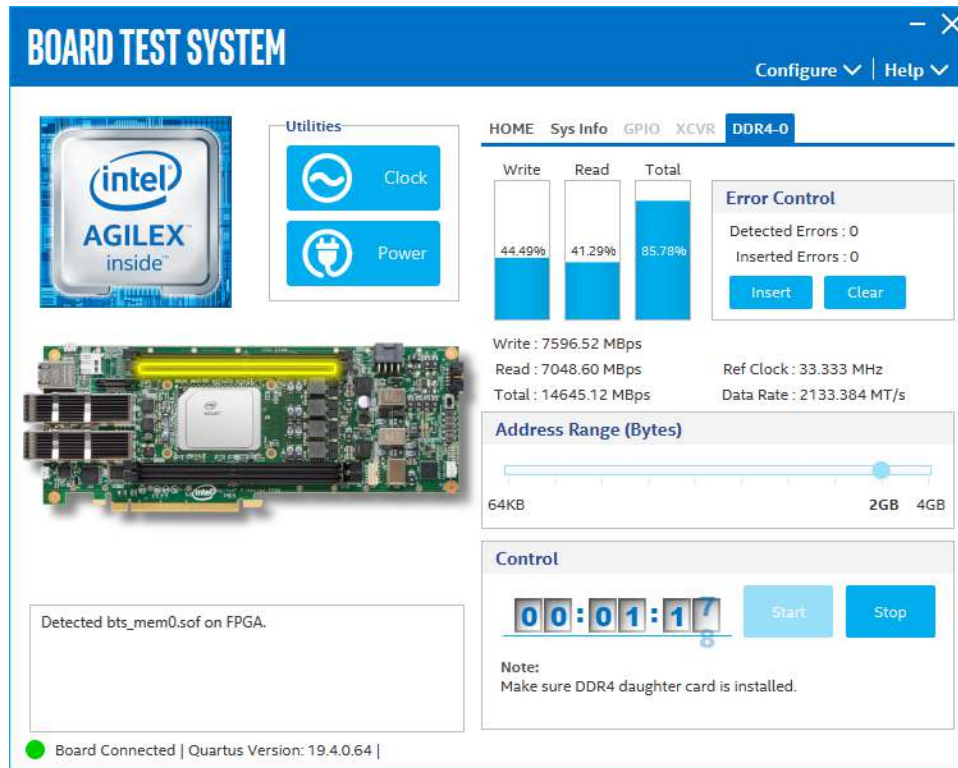 BOARD TEST SYSTEM
Configure | Help
intel
AGILEX
inside™
Utilities
Clock
Power
HOME Sys Info GPIO XCVR DDR4-0
Write Read Total
44.49% 41.29% 85.78%
Error Control
Detected Errors : 0
Inserted Errors : 0
Insert Clear
Write : 7596.52 MBps
Read : 7048.60 MBps
Total : 14645.12 MBps
Ref Clock : 33.333 MHz
Data Rate : 2133.384 MT/s
Address Range (Bytes)
64KB 2GB 4GB
Control
00:01:17
8
Start Stop
Note:
Make sure DDR4 daughter card is installed.
intel
Detected bts_mem0.sof on FPGA.
Board Connected | Quartus Version: 19.4.0.64 |